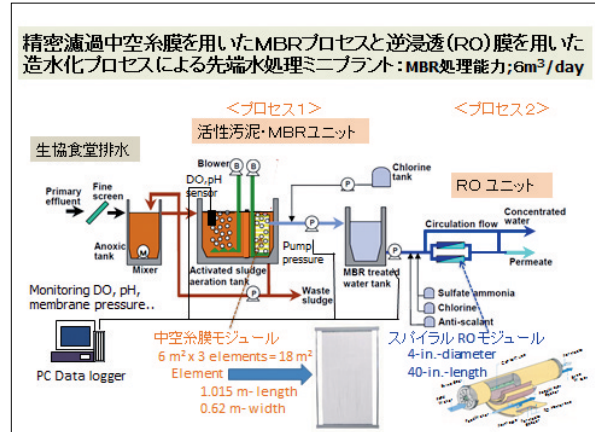 精密濾過中空糸膜を用いたMBRプロセスと逆浸透(RO)膜を用いた
造水化プロセスによる先端水処理ミニプラント:MBR処理能力;6m³/day
<プロセス1>
<プロセス2>
活性汚泥・MBRユニット
生協食堂排水
RO ユニット
Blower
B
B
DO,pH
sensor
Chlorine
tank
P
Primary
effluent
Fine
screen
P
Circulation flow
Concentrated
water
Permeate
Anoxic
tank
M
Mixer
Activated sludge
aeration tank
Pump
pressure
MBR treated
water tank
P
P
Waste
sludge
Sulfate ammonia
Chlorine
Anti-scalant
Monitoring DO, pH,
membrane pressure..
PC Data logger
中空糸膜モジュール
6 m² x 3 elements = 18 m²
Element
1.015 m- length
0.62 m- width
スパイラル ROモジュール
4-in.-diameter
40-in.-length